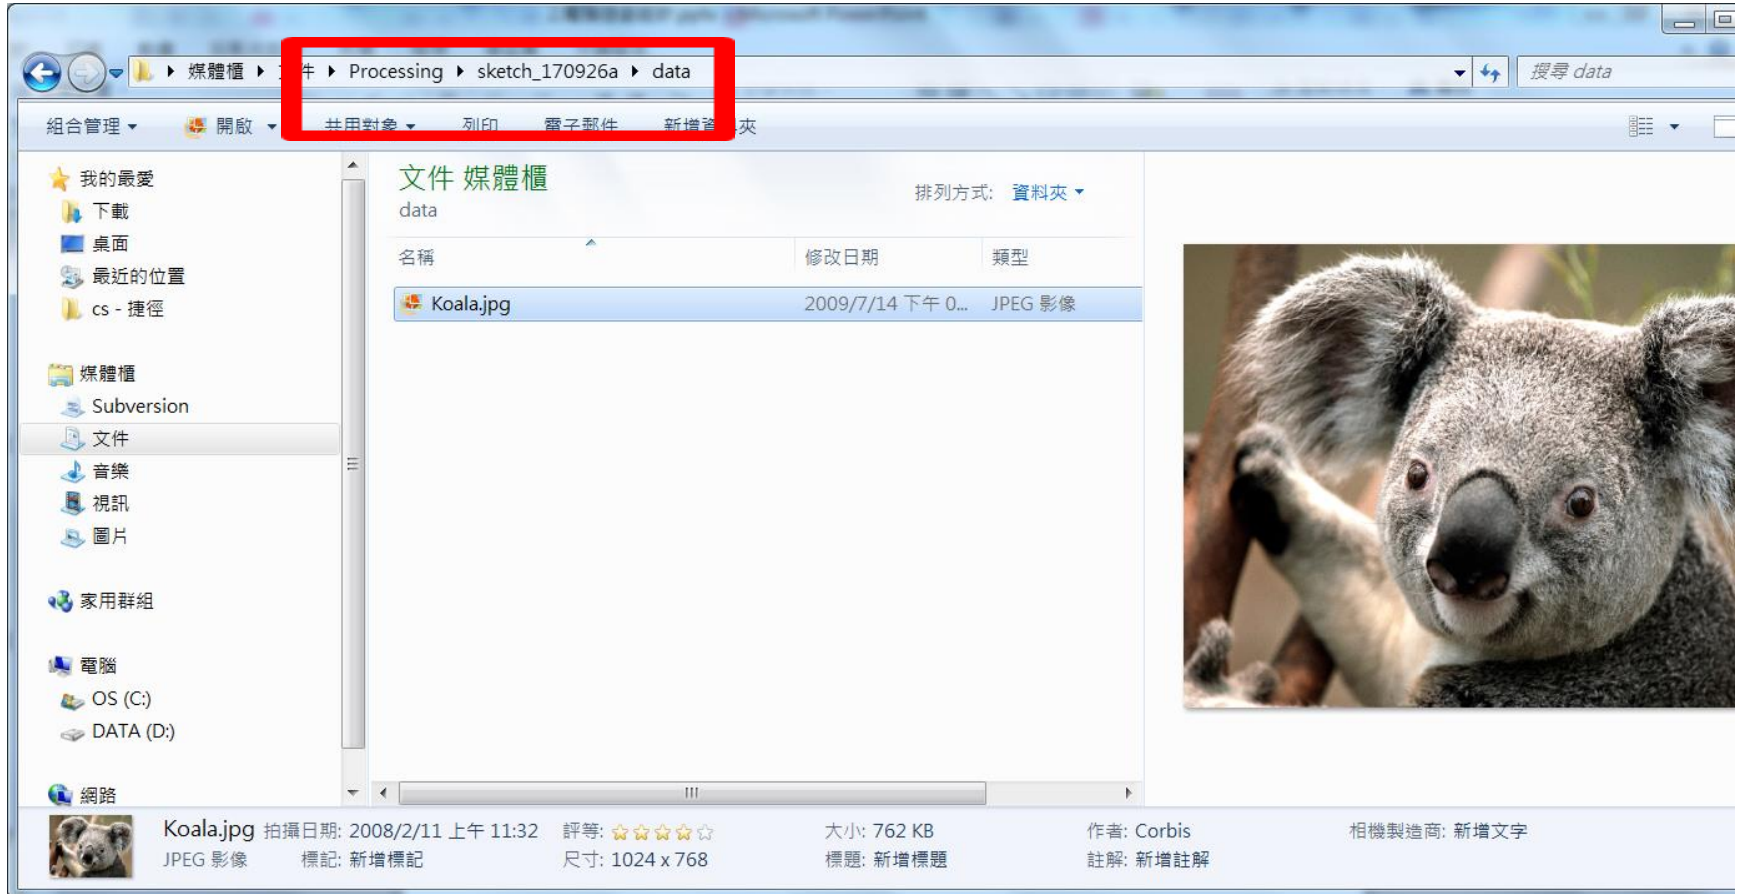 媒體櫃 ▸ 件 ▸ Processing ▸ sketch_170926a ▸ data
搜尋 data
組合管理 開啟 共用對象 列印 電子郵件 新增資 夾
我的最愛
下載
桌面
最近的位置
cs - 捷徑
媒體櫃
Subversion
文件
音樂
視訊
圖片
家用群組
電腦
OS (C:)
DATA (D:)
網路
文件 媒體櫃
data
排列方式: 資料夾
名稱 修改日期 類型
Koala.jpg 2009/7/14 下午 0... JPEG 影像
Koala.jpg 拍攝日期: 2008/2/11 上午 11:32 評等: 大小: 762 KB 作者: Corbis 相機製造商: 新增文字
JPEG 影像 標記: 新增標記 尺寸: 1024 x 768 標題: 新增標題 註解: 新增註解